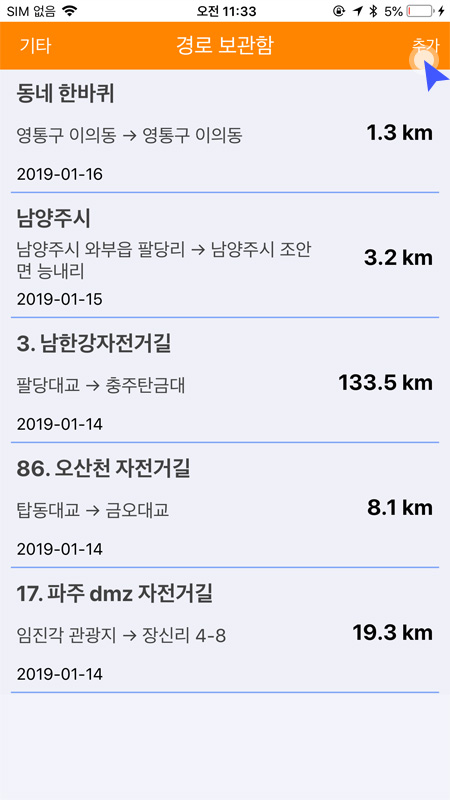 SIM 없음 오전 11:33 5%
기타 경로 보관함 추가
동네 한바퀴
영통구 이의동 → 영통구 이의동 1.3 km
2019-01-16
남양주시
남양주시 와부읍 팔당리 → 남양주시 조안
면 능내리 3.2 km
2019-01-15
3. 남한강자전거길
팔당대교 → 충주탄금대 133.5 km
2019-01-14
86. 오산천 자전거길
탑동대교 → 금오대교 8.1 km
2019-01-14
17. 파주 dmz 자전거길
임진각 관광지 → 장신리 4-8 19.3 km
2019-01-14